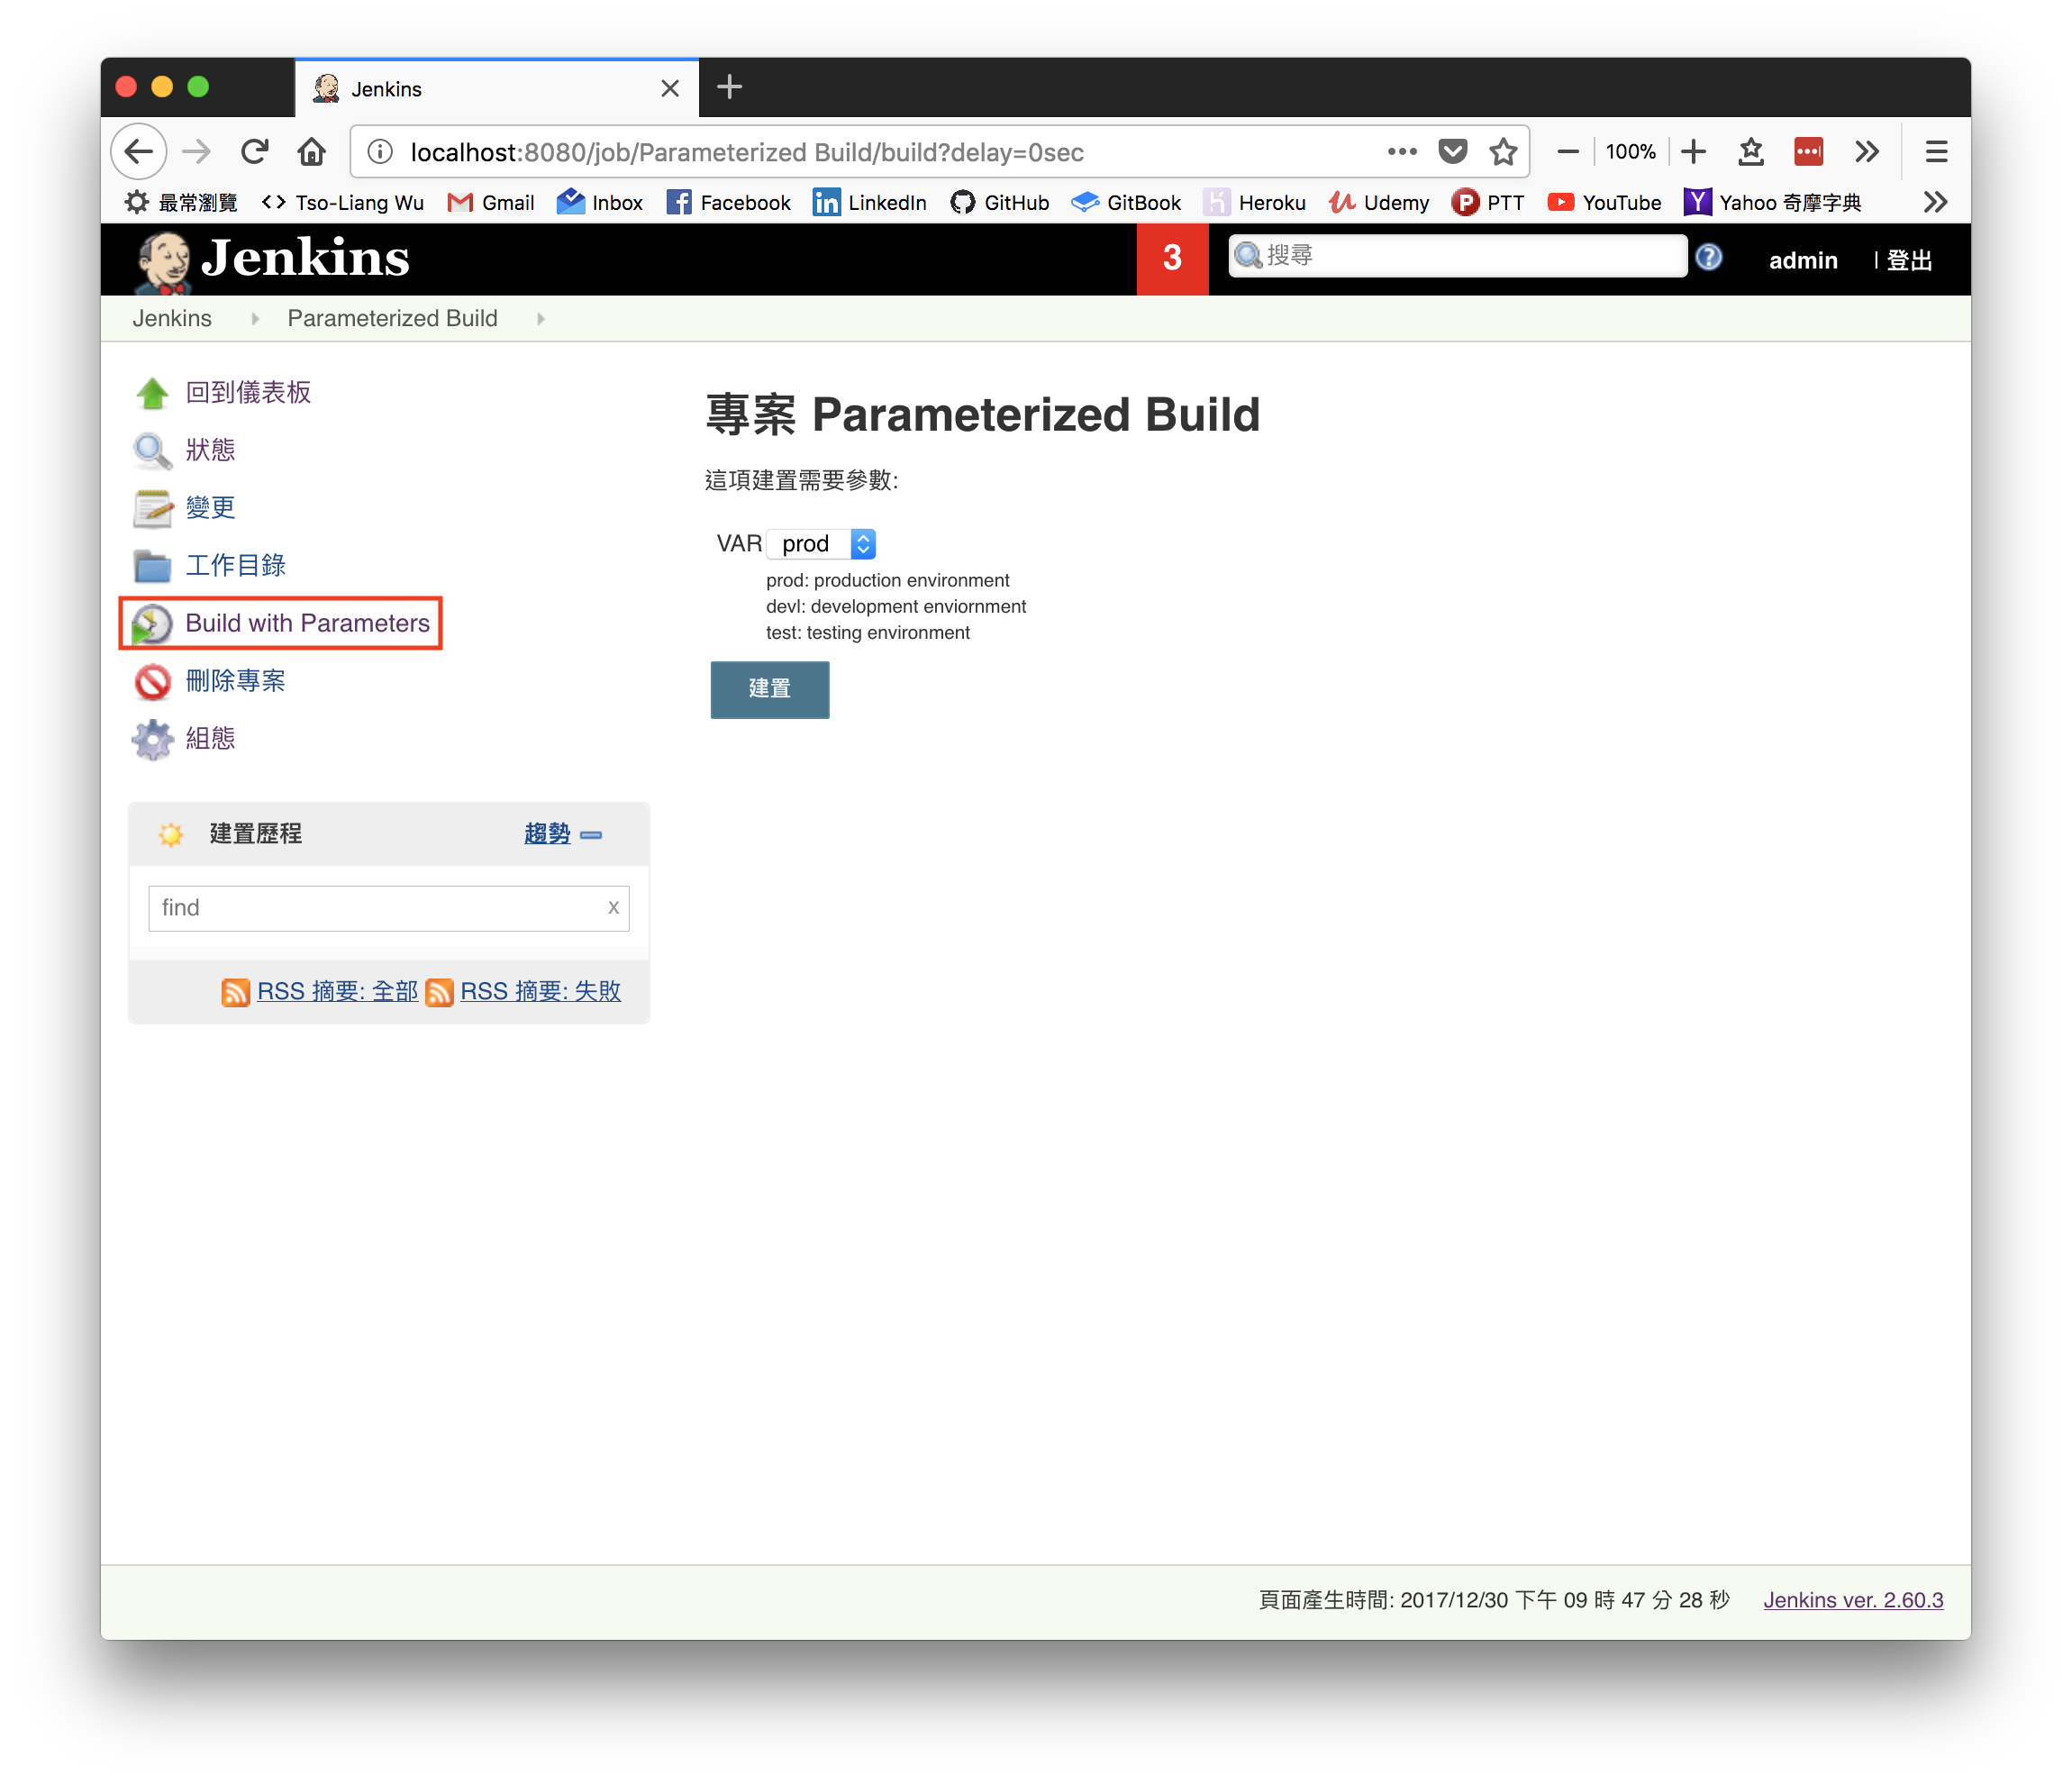 Jenkins
localhost:8080/job/Parameterized Build/build?delay=0sec
100%
最常瀏覽 Tso-Liang Wu Gmail Inbox Facebook LinkedIn GitHub GitBook Heroku Udemy PTT YouTube Yahoo 奇摩字典
Jenkins 3 搜尋 admin | 登出
Jenkins Parameterized Build
回到儀表板
狀態
變更
工作目錄
Build with Parameters
刪除專案
組態
建置歷程 趨勢
find x
RSS 摘要: 全部 RSS 摘要: 失敗
專案 Parameterized Build
這項建置需要參數:
VAR prod
prod: production environment
devl: development enviornment
test: testing environment
建置
頁面產生時間: 2017/12/30 下午 09 時 47 分 28 秒 Jenkins ver. 2.60.3